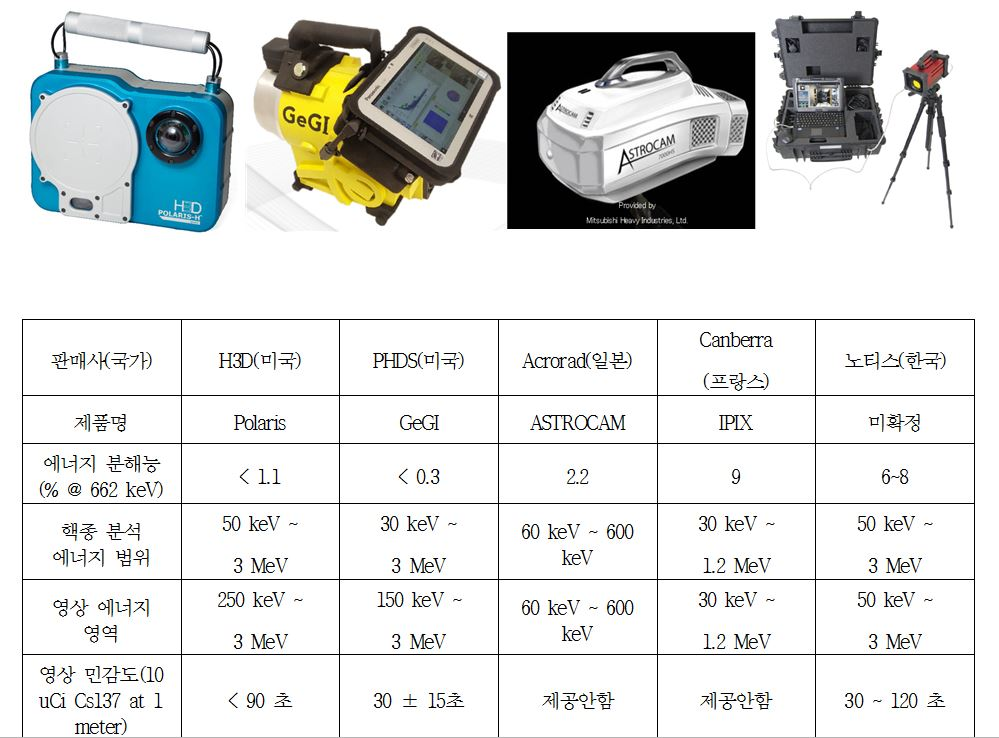 H3D
POLARIS-H
GeGI
ASTROCAM
ASTROCAM
7000HS
Provided by
Mitsubishi Heavy Industries, Ltd.
판매사(국가) H3D(미국) PHDS(미국) Acrorad(일본) Canberra (프랑스) 노티스(한국)
제품명 Polaris GeGI ASTROCAM IPIX 미확정
에너지 분해능 (% @ 662 keV) < 1.1 < 0.3 2.2 9 6~8
핵종 분석 에너지 범위 50 keV ~ 3 MeV 30 keV ~ 3 MeV 60 keV ~ 600 keV 30 keV ~ 1.2 MeV 50 keV ~ 3 MeV
영상 에너지 영역 250 keV ~ 3 MeV 150 keV ~ 3 MeV 60 keV ~ 600 keV 30 keV ~ 1.2 MeV 50 keV ~ 3 MeV
영상 민감도(10 uCi Cs137 at 1 meter) < 90 초 30 ± 15초 제공안함 제공안함 30 ~ 120 초